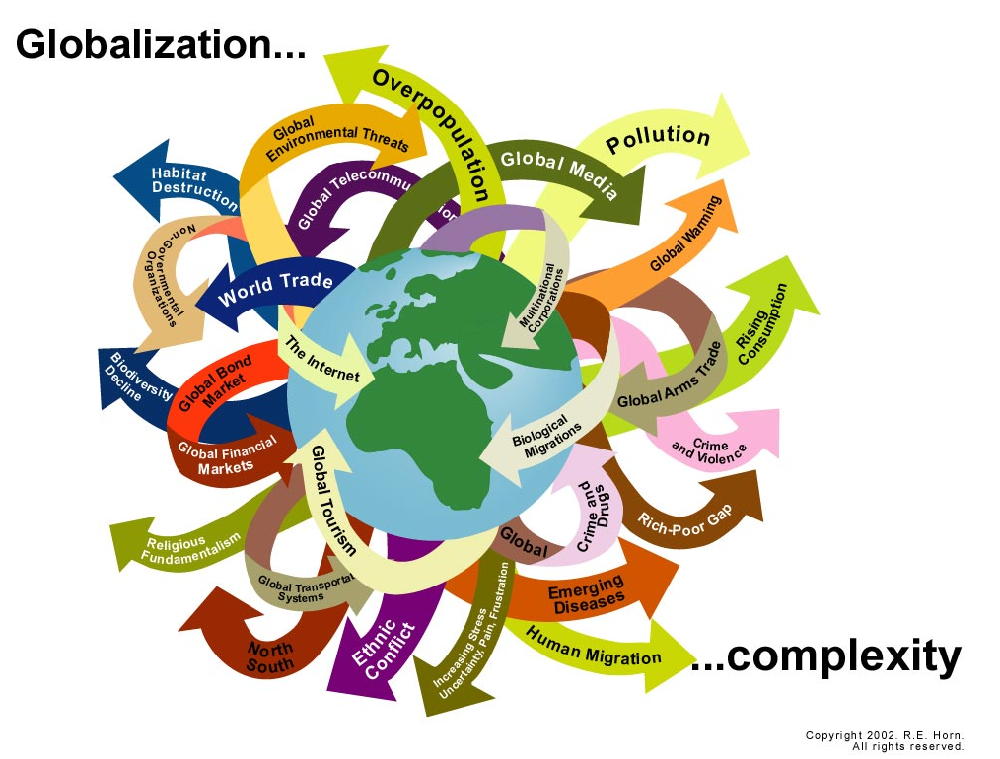 Globalization...
Overpopulation
Global
Environmental Threats
Global Media
Pollution
Habitat
Destruction
Global Telecommu
Non-Governmental
Organizations
Global Warming
World Trade
Multinational
Corporations
Rising
Consumption
The Internet
Biodiversity
Decline
Global Bond
Market
Global Arms Trade
Global Financial
Markets
Biological
Migrations
Crime
and Violence
Global Tourism
Crime and
Drugs
Rich-Poor Gap
Religious
Fundamentalism
Global
Global Transportat
Systems
Emerging
Diseases
Increasing Stress
Uncertainty, Pain, Frustration
Ethnic
Conflict
North
South
Human Migration
...complexity
Copyright 2002. R.E. Horn.
All rights reserved.